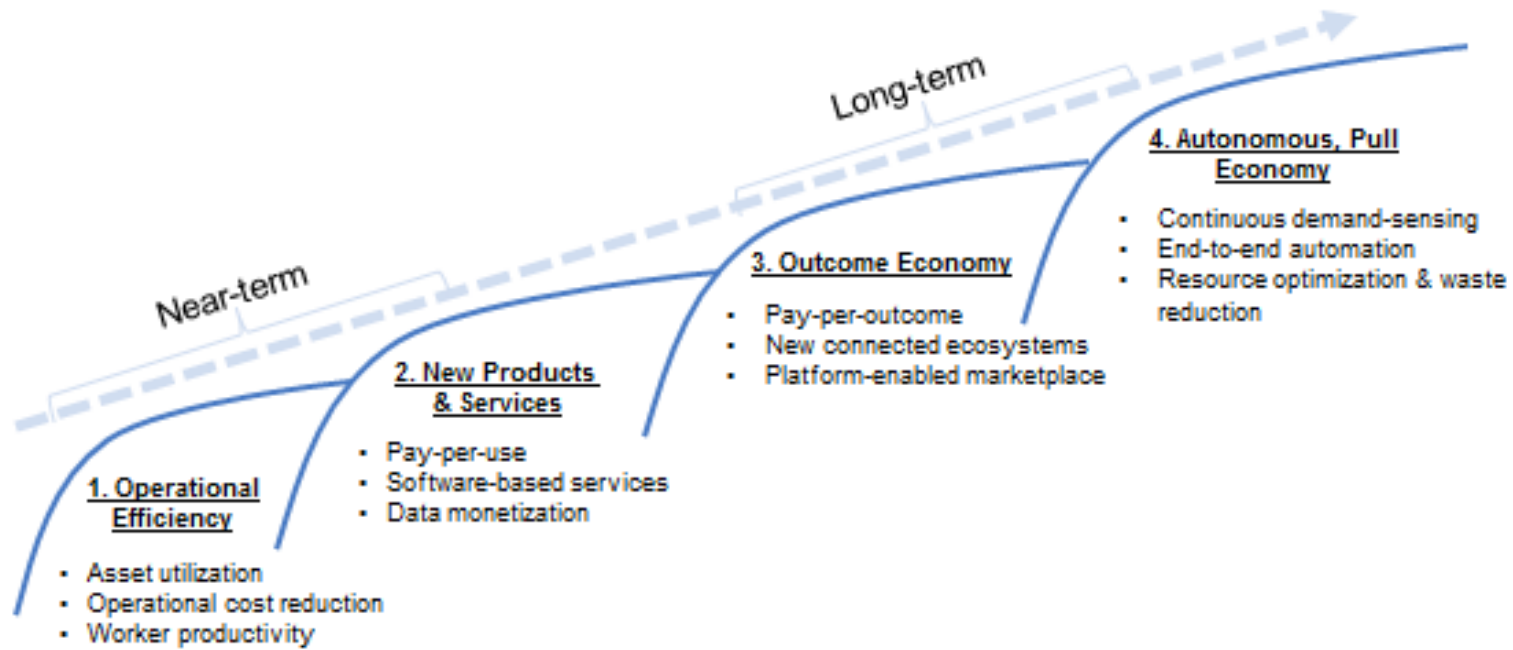 Near-term
Long-term
1. Operational
Efficiency
▪ Asset utilization
▪ Operational cost reduction
▪ Worker productivity
2. New Products
& Services
▪ Pay-per-use
▪ Software-based services
▪ Data monetization
3. Outcome Economy
▪ Pay-per-outcome
▪ New connected ecosystems
▪ Platform-enabled marketplace
4. Autonomous, Pull
Economy
▪ Continuous demand-sensing
▪ End-to-end automation
▪ Resource optimization & waste
reduction